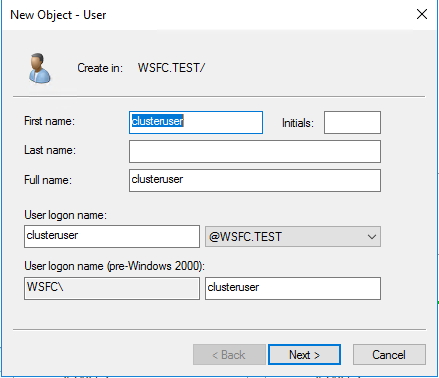 New Object - User
Create in: WSFC.TEST/
First name: clusteruser Initials:
Last name:
Full name: clusteruser
User logon name:
clusteruser @WSFC.TEST
User logon name (pre-Windows 2000):
WSFC\ clusteruser
< Back Next > Cancel